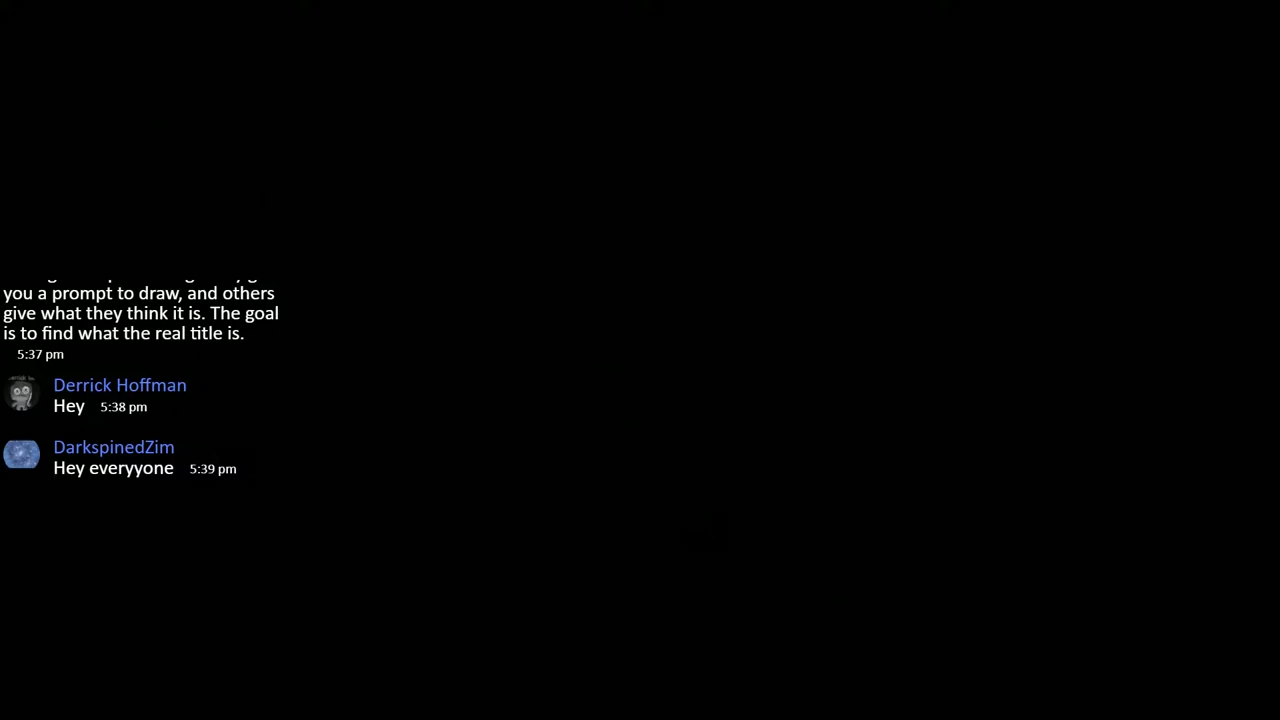 you a prompt to draw, and others
give what they think it is. The goal
is to find what the real title is.
5:37 pm
Derrick Hoffman
Hey 5:38 pm
DarkspinedZim
Hey everyyone 5:39 pm